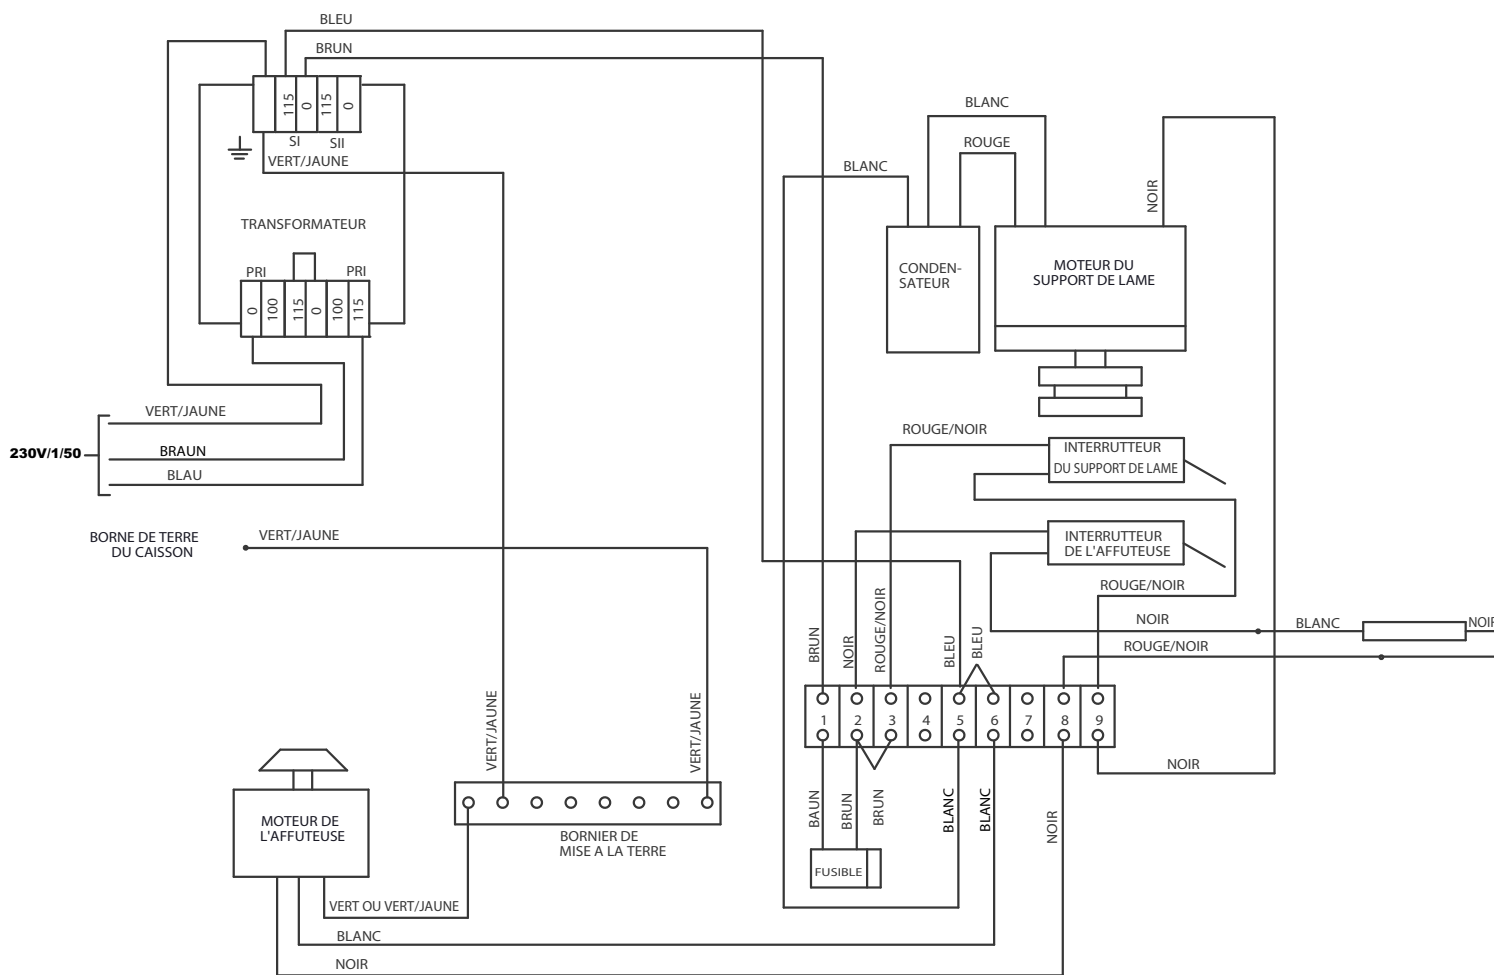 BLEU
BRUN
115
0
115
0
SI
SII
VERT/JAUNE
TRANSFORMATEUR
PRI
PRI
0
100
115
0
100
115
VERT/JAUNE
230V/1/50
BRAUN
BLAU
BORNE DE TERRE
DU CAISSON
VERT/JAUNE
BLANC
ROUGE
BLANC
NOIR
CONDEN-
SATEUR
MOTEUR DU
SUPPORT DE LAME
ROUGE/NOIR
INTERRUTTEUR
DU SUPPORT DE LAME
INTERRUTTEUR
DE L'AFFUTEUSE
ROUGE/NOIR
NOIR
BLANC
NOIR
ROUGE/NOIR
BRUN
NOIR
ROUGE/NOIR
BLEU
BLEU
1
2
3
4
5
6
7
8
9
NOIR
BAUN
BRUN
BRUN
BLANC
BLANC
NOIR
FUSIBLE
VERT/JAUNE
VERT/JAUNE
MOTEUR DE
L'AFFUTEUSE
BORNIER DE
MISE A LA TERRE
VERT OU VERT/JAUNE
BLANC
NOIR